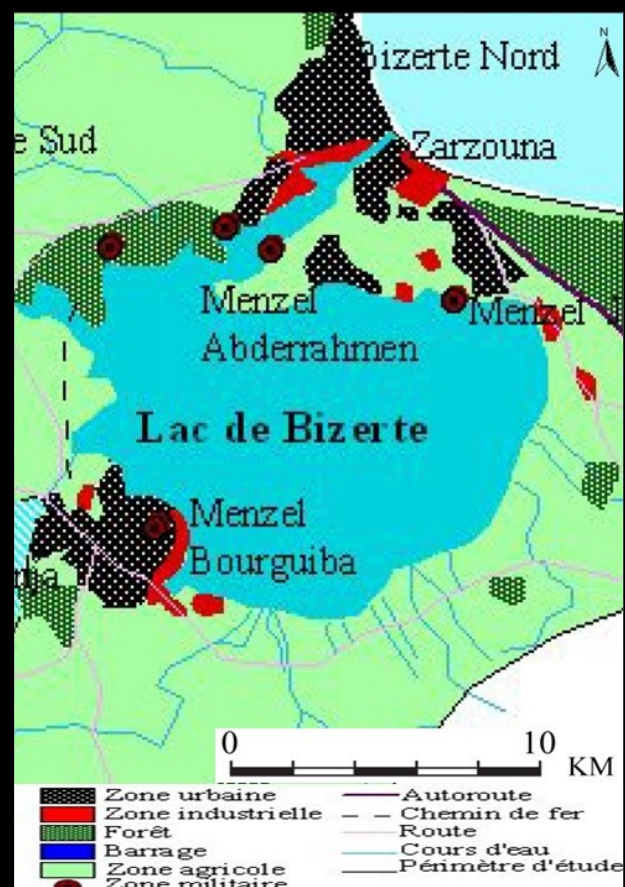 N
Bizerte Nord
e Sud
Zarzouna
Menzel
Abderrahmen
Menzel
Lac de Bizerte
Menzel
Bourguiba
0 10
KM
Zone urbaine
Zone industrielle
Forêt
Barrage
Zone agricole
Zone militaire
Autoroute
Chemin de fer
Route
Cours d'eau
Périmètre d'étude